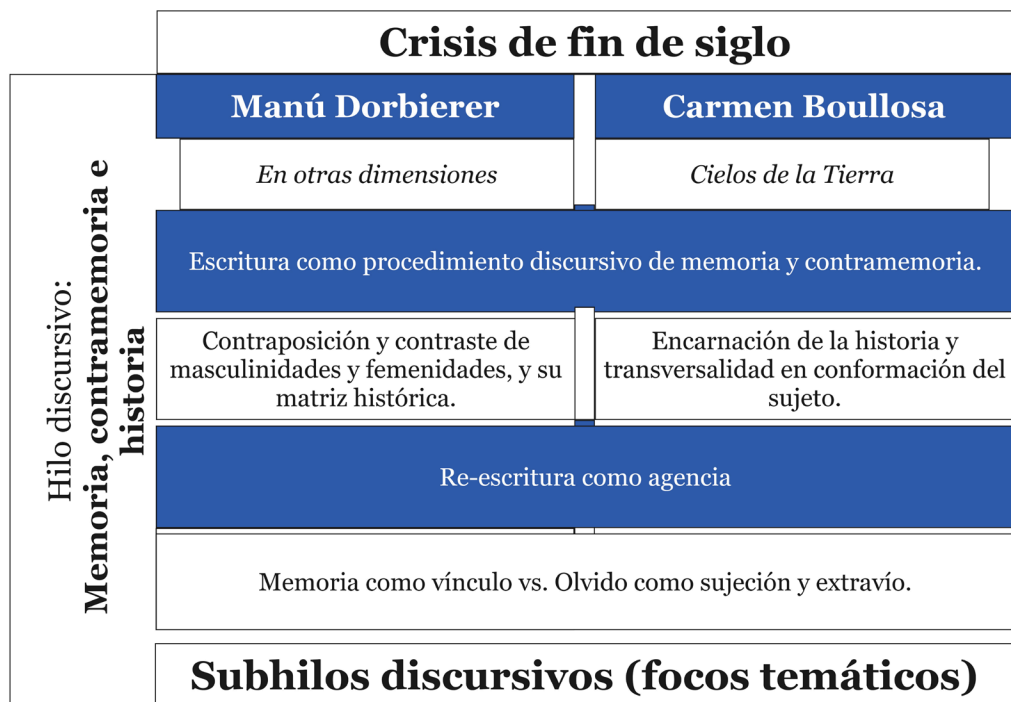 Crisis de fin de siglo
Hilo discursivo:
Memoria, contramemoria e
historia
Manú Dorbierer
Carmen Boullosa
En otras dimensiones
Cielos de la Tierra
Escritura como procedimiento discursivo de memoria y contramemoria.
Contraposición y contraste de
masculinidades y femenidades, y su
matriz histórica.
Encarnación de la historia y
transversalidad en conformación del
sujeto.
Re-escritura como agencia
Memoria como vínculo vs. Olvido como sujeción y extravío.
Subhilos discursivos (focos temáticos)